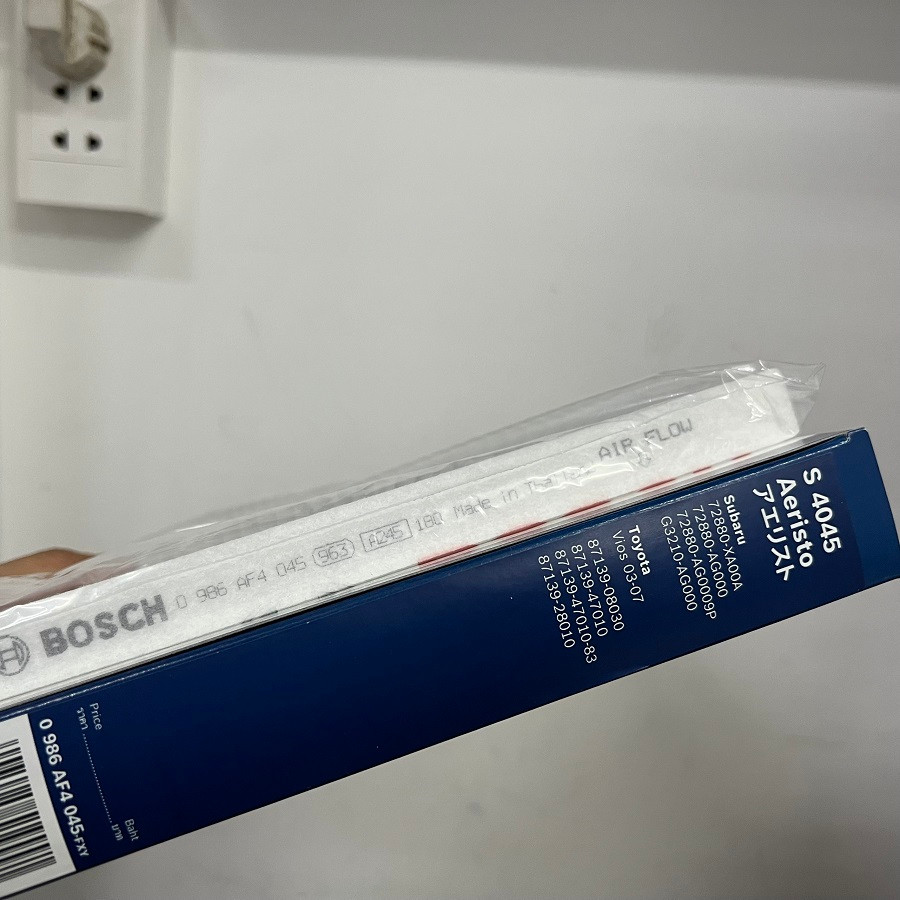 BOSCH 0 986 AF4 045 963 A245 180 Made in Thailand AIR FLOW
S 4045
Aeristo
アエリスト
Subaru
72880-XA00A
72880-AG000
72880-AG0009P
G3210-AG000
Toyota
Vios 03-07
87139-08030
87139-47010
87139-47010-83
87139-28010
Price Baht
ราคา ............................ บาท
0 986 AF4 045-FXY